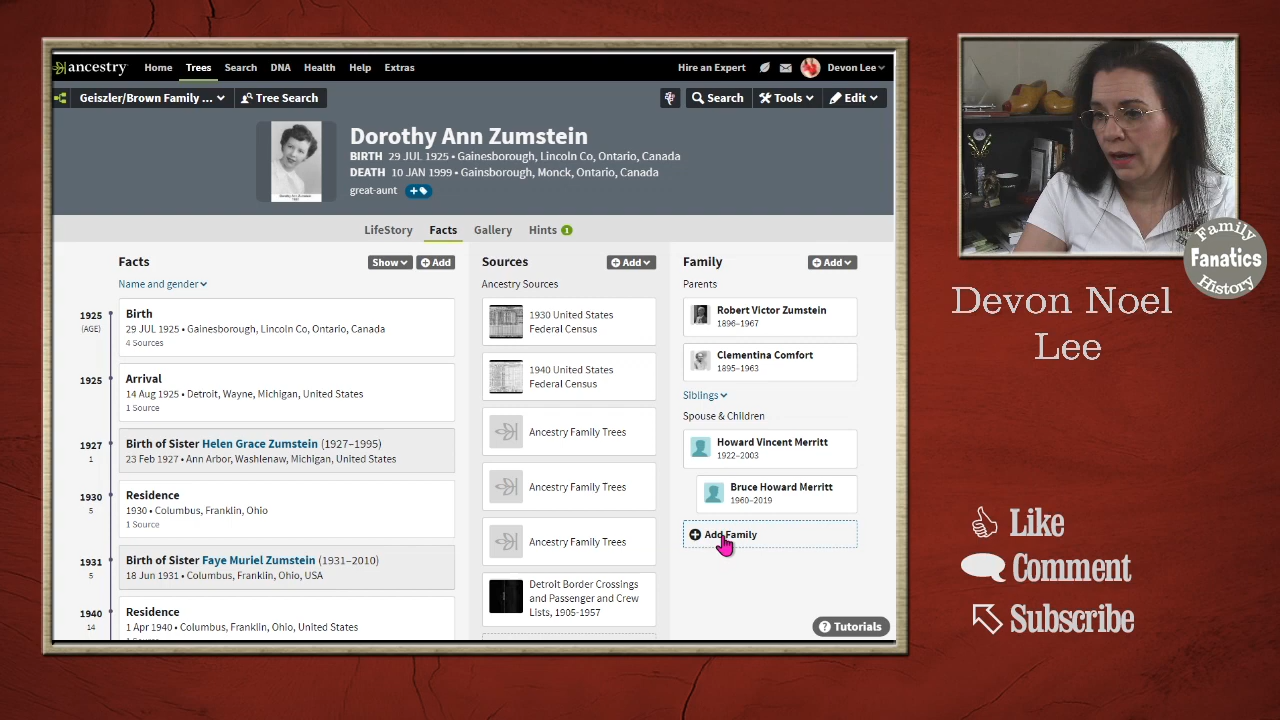 ancestry
Home Trees Search DNA Health Help Extras
Hire an Expert Devon Lee
Geiszler/Brown Family ... Tree Search
Search Tools Edit
Dorothy Ann Zumstein
BIRTH 29 JUL 1925 • Gainesborough, Lincoln Co, Ontario, Canada
DEATH 10 JAN 1999 • Gainsborough, Monck, Ontario, Canada
great-aunt
LifeStory Facts Gallery Hints 1
Facts
Show Add
Name and gender
1925
(AGE)
Birth
29 JUL 1925 • Gainesborough, Lincoln Co, Ontario, Canada
4 Sources
1925
Arrival
14 Aug 1925 • Detroit, Wayne, Michigan, United States
1 Source
1927
1
Birth of Sister Helen Grace Zumstein (1927–1995)
23 Feb 1927 • Ann Arbor, Washlenaw, Michigan, United States
1930
5
Residence
1930 • Columbus, Franklin, Ohio
1 Source
1931
5
Birth of Sister Faye Muriel Zumstein (1931–2010)
18 Jun 1931 • Columbus, Franklin, Ohio, USA
1940
14
Residence
1 Apr 1940 • Columbus, Franklin, Ohio, United States
Sources
Add
Ancestry Sources
1930 United States
Federal Census
1940 United States
Federal Census
Ancestry Family Trees
Ancestry Family Trees
Ancestry Family Trees
Detroit Border Crossings
and Passenger and Crew
Lists, 1905-1957
Family
Add
Parents
Robert Victor Zumstein
1896–1967
Clementina Comfort
1895–1963
Siblings
Spouse & Children
Howard Vincent Merritt
1922–2003
Bruce Howard Merritt
1960–2019
Add Family
Tutorials
Family
Fanatics
History
Devon Noel
Lee
Like
Comment
Subscribe